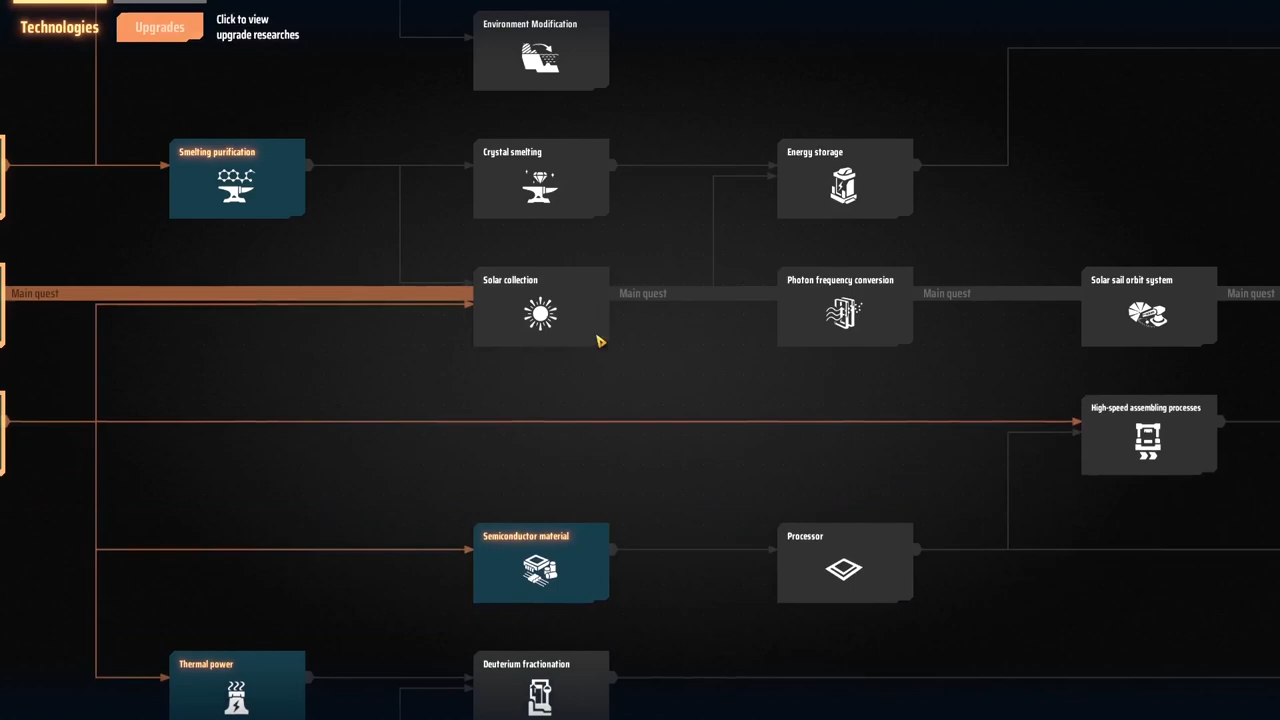 Technologies
Upgrades
Click to view
upgrade researches
Environment Modification
Smelting purification
Crystal smelting
Energy storage
Main quest
Solar collection
Main quest
Photon frequency conversion
Main quest
Solar sail orbit system
Main quest
High-speed assembling processes
Semiconductor material
Processor
Thermal power
Deuterium fractionation